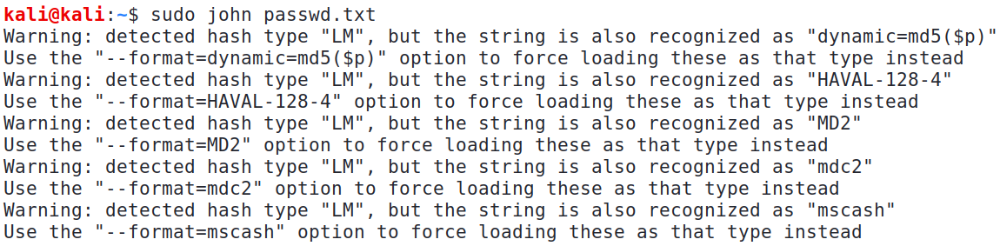 kali@kali:~$ sudo john passwd.txt
Warning: detected hash type "LM", but the string is also recognized as "dynamic=md5($p)"
Use the "--format=dynamic=md5($p)" option to force loading these as that type instead
Warning: detected hash type "LM", but the string is also recognized as "HAVAL-128-4"
Use the "--format=HAVAL-128-4" option to force loading these as that type instead
Warning: detected hash type "LM", but the string is also recognized as "MD2"
Use the "--format=MD2" option to force loading these as that type instead
Warning: detected hash type "LM", but the string is also recognized as "mdc2"
Use the "--format=mdc2" option to force loading these as that type instead
Warning: detected hash type "LM", but the string is also recognized as "mscash"
Use the "--format=mscash" option to force loading these as that type instead